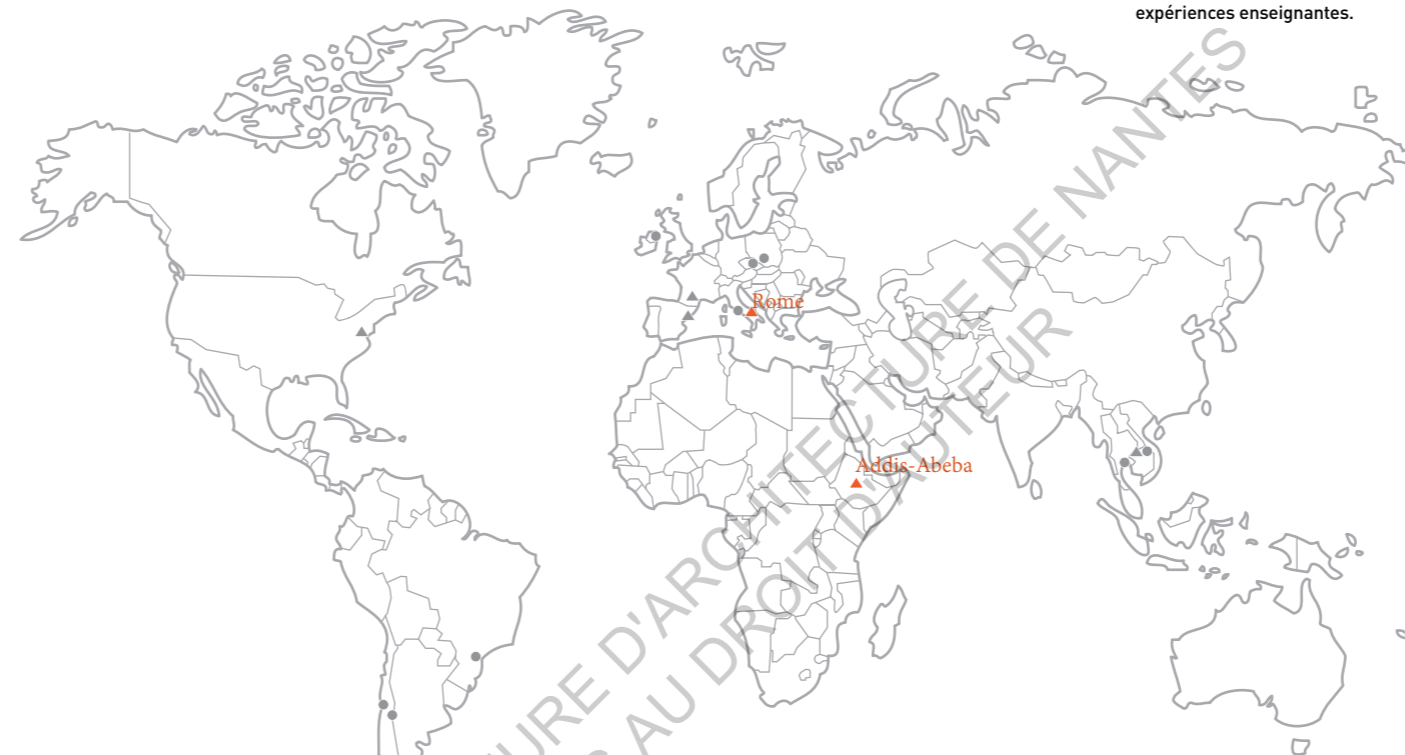 expériences enseignantes.
Rome
Addis-Abeba
URE D'ARCHITECTURE DE NANTES
AU DROIT D'AUTEUR